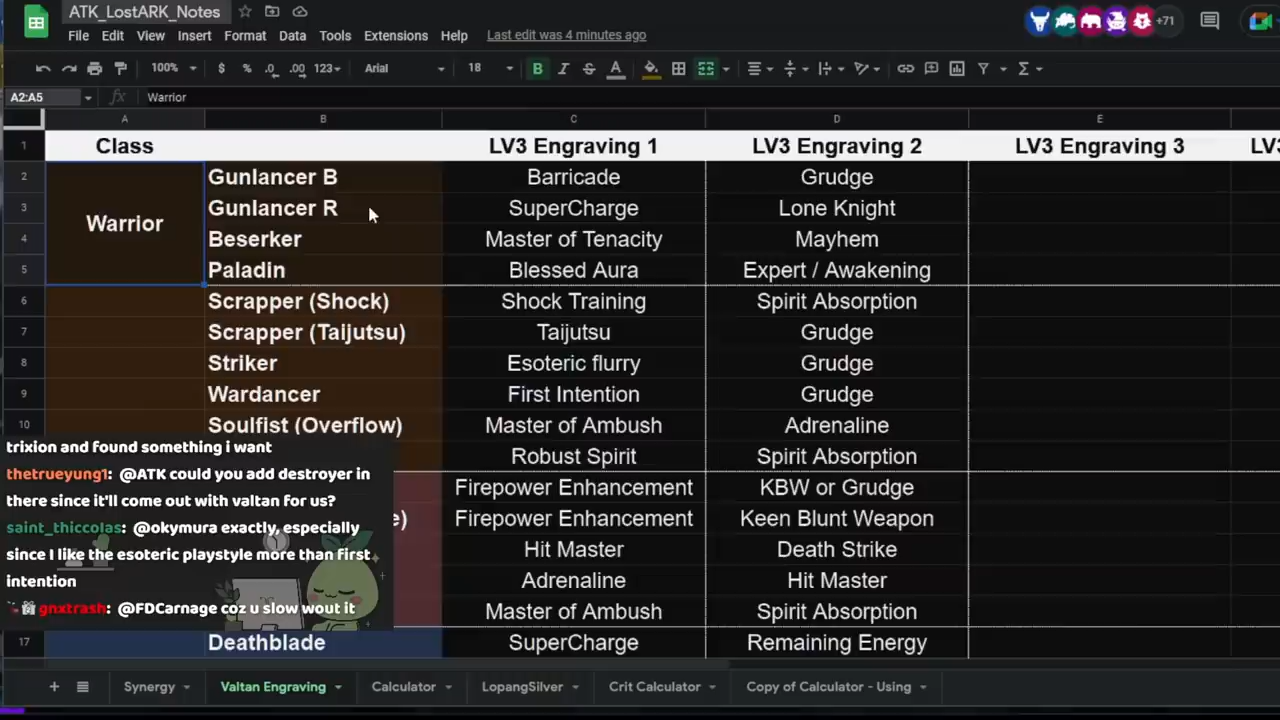 ATK_LostARK_Notes
+71
File Edit View Insert Format Data Tools Extensions Help Last edit was 4 minutes ago
100% $ % .0 .00 123 Arial 18 B I S A Σ
A2:A5 fx Warrior
A B C D E
1 Class LV3 Engraving 1 LV3 Engraving 2 LV3 Engraving 3
2 Gunlancer B Barricade Grudge
3 Gunlancer R SuperCharge Lone Knight
Warrior
4 Beserker Master of Tenacity Mayhem
5 Paladin Blessed Aura Expert / Awakening
6 Scrapper (Shock) Shock Training Spirit Absorption
7 Scrapper (Taijutsu) Taijutsu Grudge
8 Striker Esoteric flurry Grudge
9 Wardancer First Intention Grudge
10 Soulfist (Overflow) Master of Ambush Adrenaline
Robust Spirit Spirit Absorption
Firepower Enhancement KBW or Grudge
e) Firepower Enhancement Keen Blunt Weapon
Hit Master Death Strike
Adrenaline Hit Master
Master of Ambush Spirit Absorption
17 Deathblade SuperCharge Remaining Energy
trixion and found something i want
thetrueyung1: @ATK could you add destroyer in
there since it'll come out with valtan for us?
saint_thiccolas: @okymura exactly, especially
since I like the esoteric playstyle more than first
intention
gnxtrash: @FDCarnage coz u slow wout it
+ Synergy Valtan Engraving Calculator LopangSilver Crit Calculator Copy of Calculator - Using